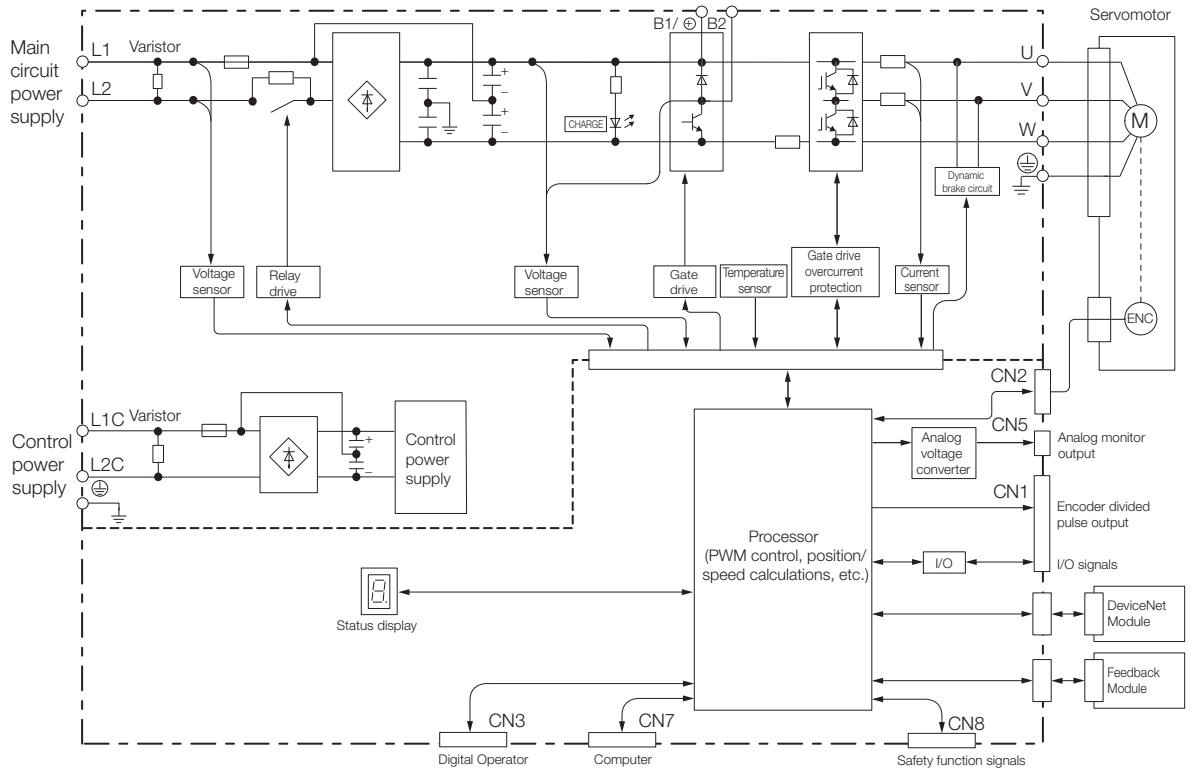 Servomotor
B1/ ⊕ B2
Main
circuit
power
supply
L1
Varistor
L2
U
V
W
M
+
−
+
−
CHARGE
Dynamic
brake circuit
Voltage
sensor
Relay
drive
Voltage
sensor
Gate
drive
Temperature
sensor
Gate drive
overcurrent
protection
Current
sensor
ENC
CN2
L1C
Varistor
Control
power
supply
L2C
+
−
Control
power
supply
CN5
Analog
voltage
converter
Analog monitor
output
CN1
Encoder divided
pulse output
Processor
(PWM control, position/
speed calculations, etc.)
I/O
I/O signals
8.
Status display
DeviceNet
Module
Feedback
Module
CN3
CN7
CN8
Digital Operator
Computer
Safety function signals